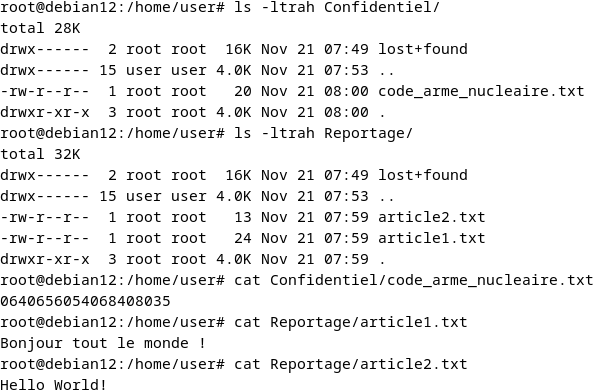 root@debian12:/home/user# ls -ltrah Confidentiel/
total 28K
drwx------  2 root root  16K Nov 21 07:49 lost+found
drwx------ 15 user user 4.0K Nov 21 07:53 ..
-rw-r--r--  1 root root   20 Nov 21 08:00 code_arme_nucleaire.txt
drwxr-xr-x  3 root root 4.0K Nov 21 08:00 .
root@debian12:/home/user# ls -ltrah Reportage/
total 32K
drwx------  2 root root  16K Nov 21 07:49 lost+found
drwx------ 15 user user 4.0K Nov 21 07:53 ..
-rw-r--r--  1 root root   13 Nov 21 07:59 article2.txt
-rw-r--r--  1 root root   24 Nov 21 07:59 article1.txt
drwxr-xr-x  3 root root 4.0K Nov 21 07:59 .
root@debian12:/home/user# cat Confidentiel/code_arme_nucleaire.txt
0640656054068408035
root@debian12:/home/user# cat Reportage/article1.txt
Bonjour tout le monde !
root@debian12:/home/user# cat Reportage/article2.txt
Hello World!